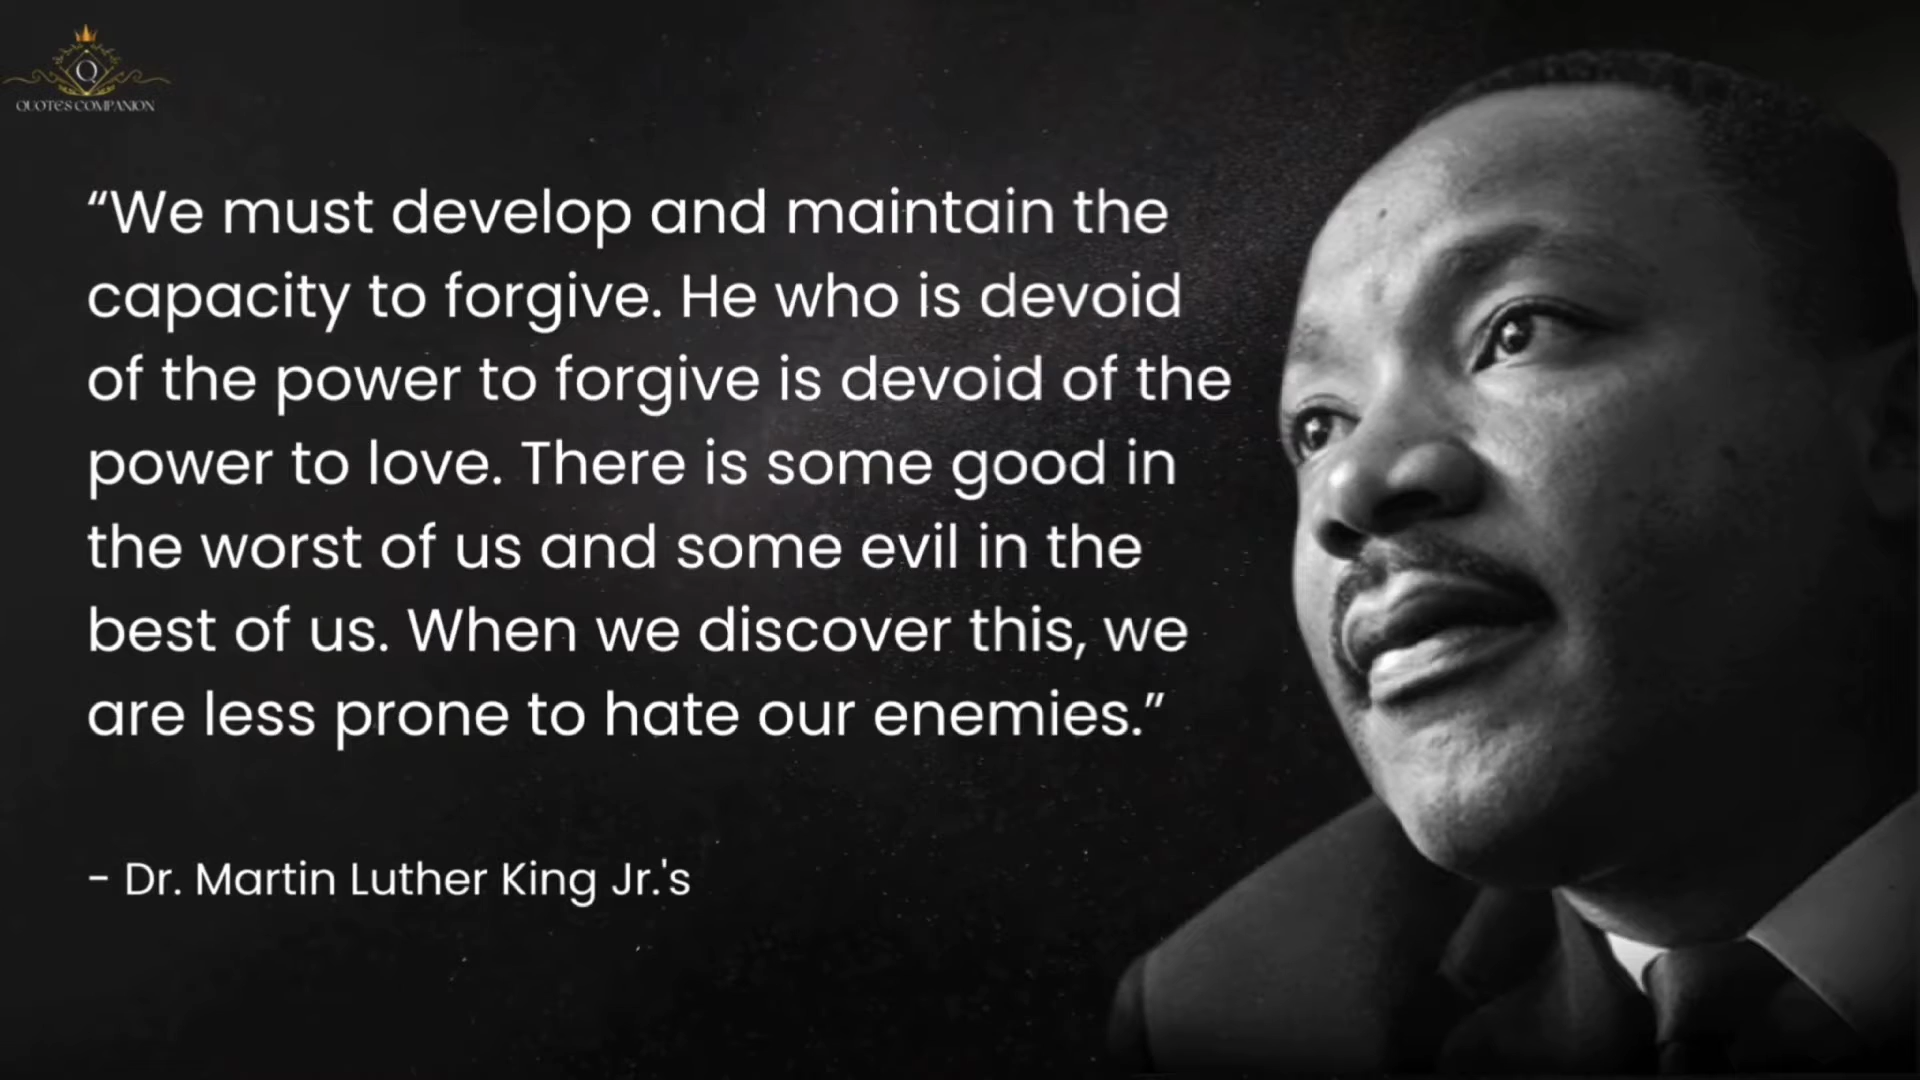 Q
QUOTES COMPANION
“We must develop and maintain the
capacity to forgive. He who is devoid
of the power to forgive is devoid of the
power to love. There is some good in
the worst of us and some evil in the
best of us. When we discover this, we
are less prone to hate our enemies.”
- Dr. Martin Luther King Jr.'s